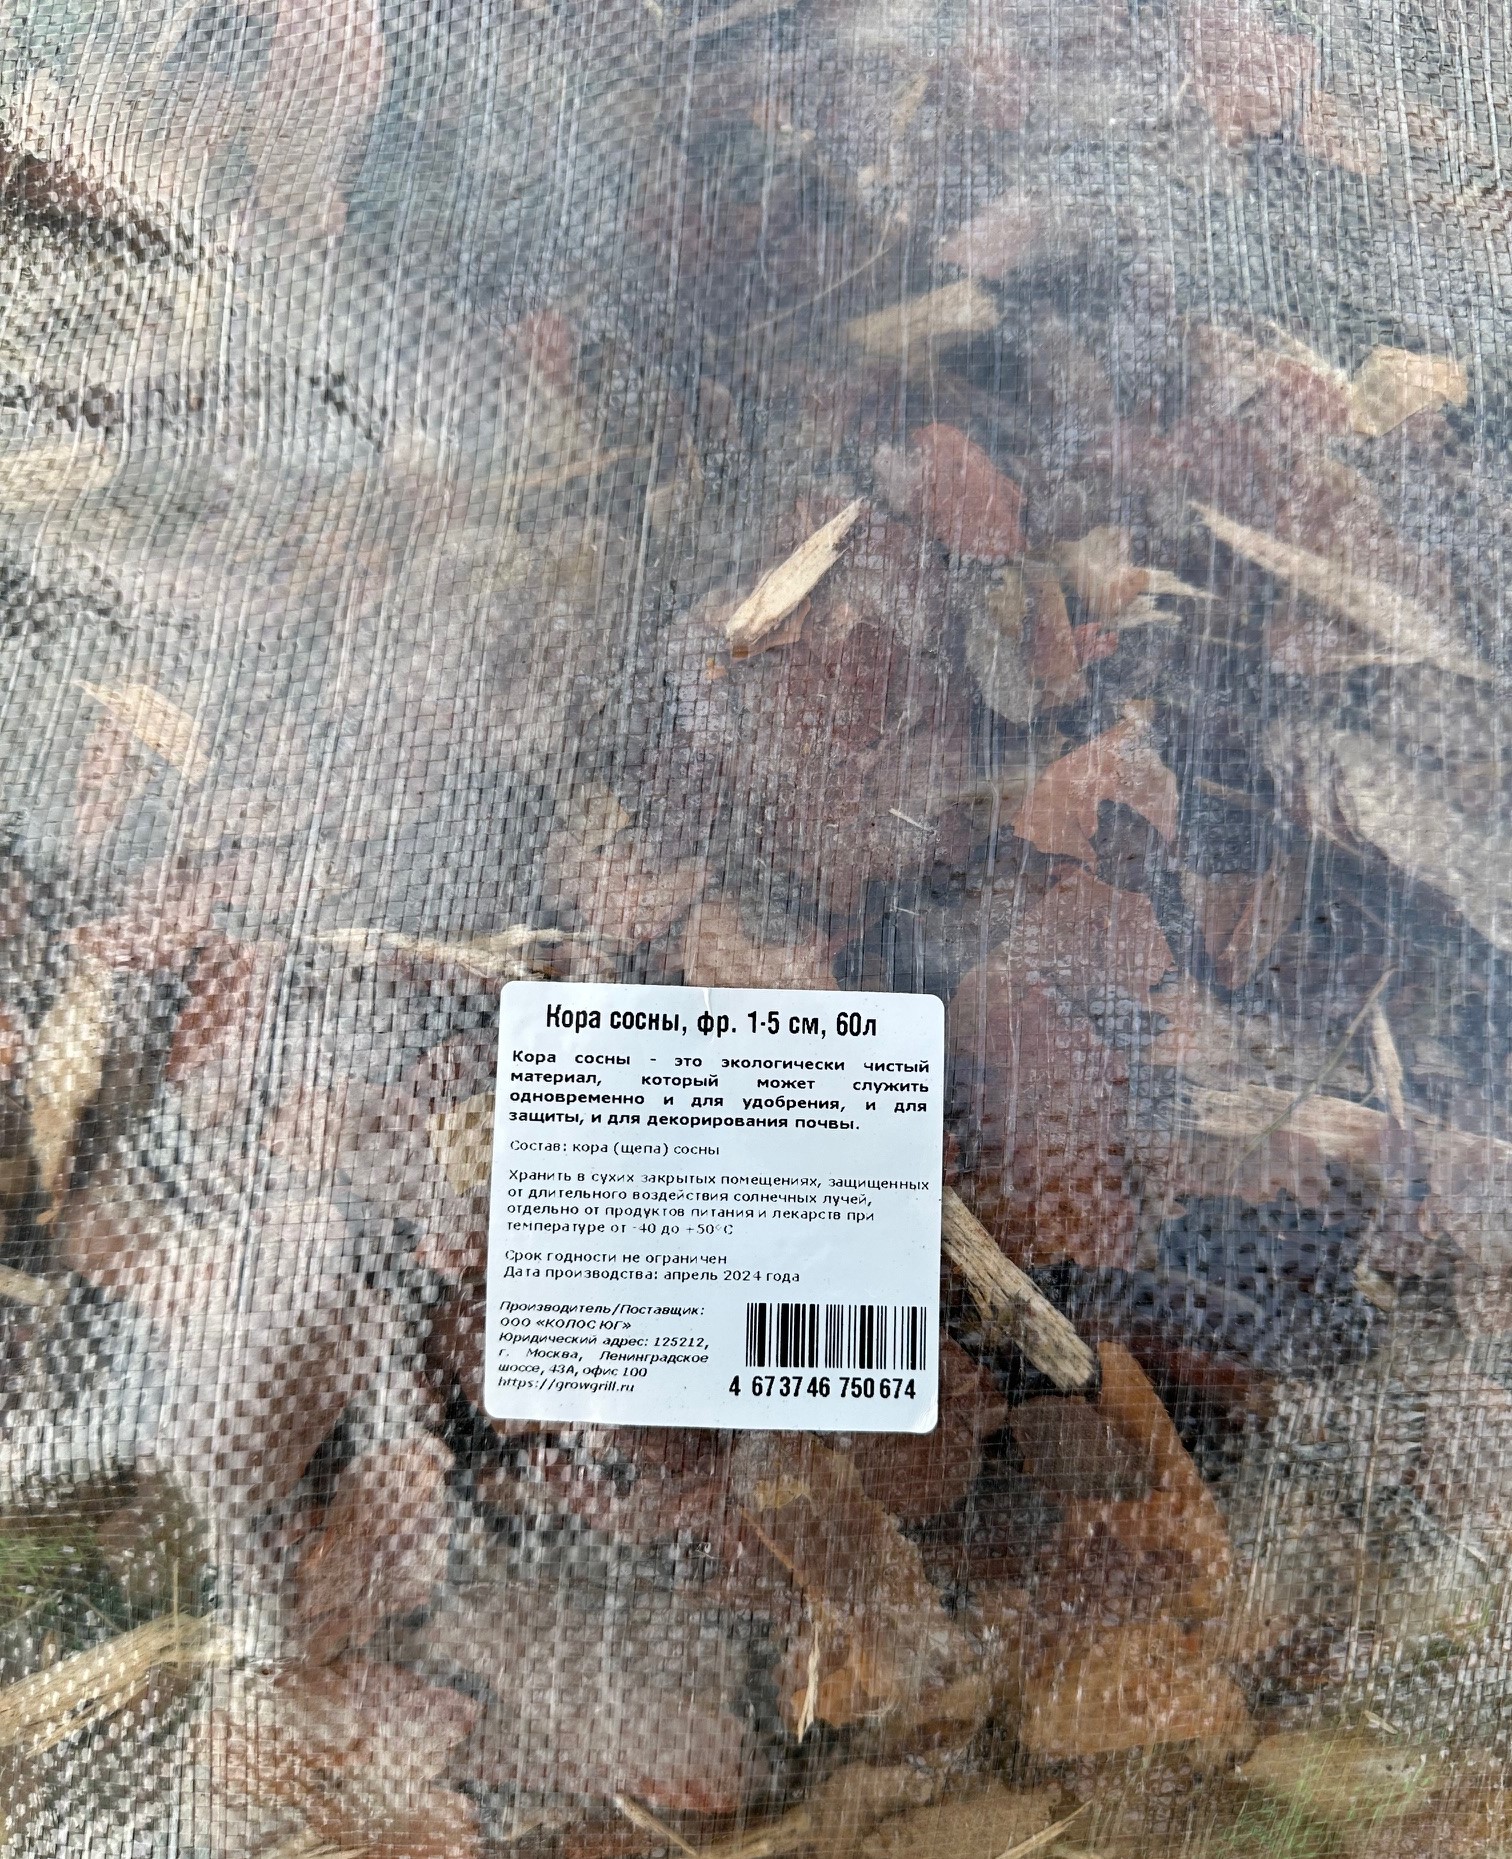 Кора сосны, фр. 1-5 см, 60л
Кора сосны - это экологически чистый
материал, который может служить
одновременно и для удобрения, и для
защиты, и для декорирования почвы.
Состав: кора (щепа) сосны
Хранить в сухих закрытых помещениях, защищенных
от длительного воздействия солнечных лучей,
отдельно от продуктов питания и лекарств при
температуре от -40 до +50°С
Срок годности не ограничен
Дата производства: апрель 2024 года
Производитель/Поставщик:
ООО «КОЛОС ЮГ»
Юридический адрес: 125212,
г. Москва, Ленинградское
шоссе, 43А, офис 100
https://growgrill.ru
4 673746 750674